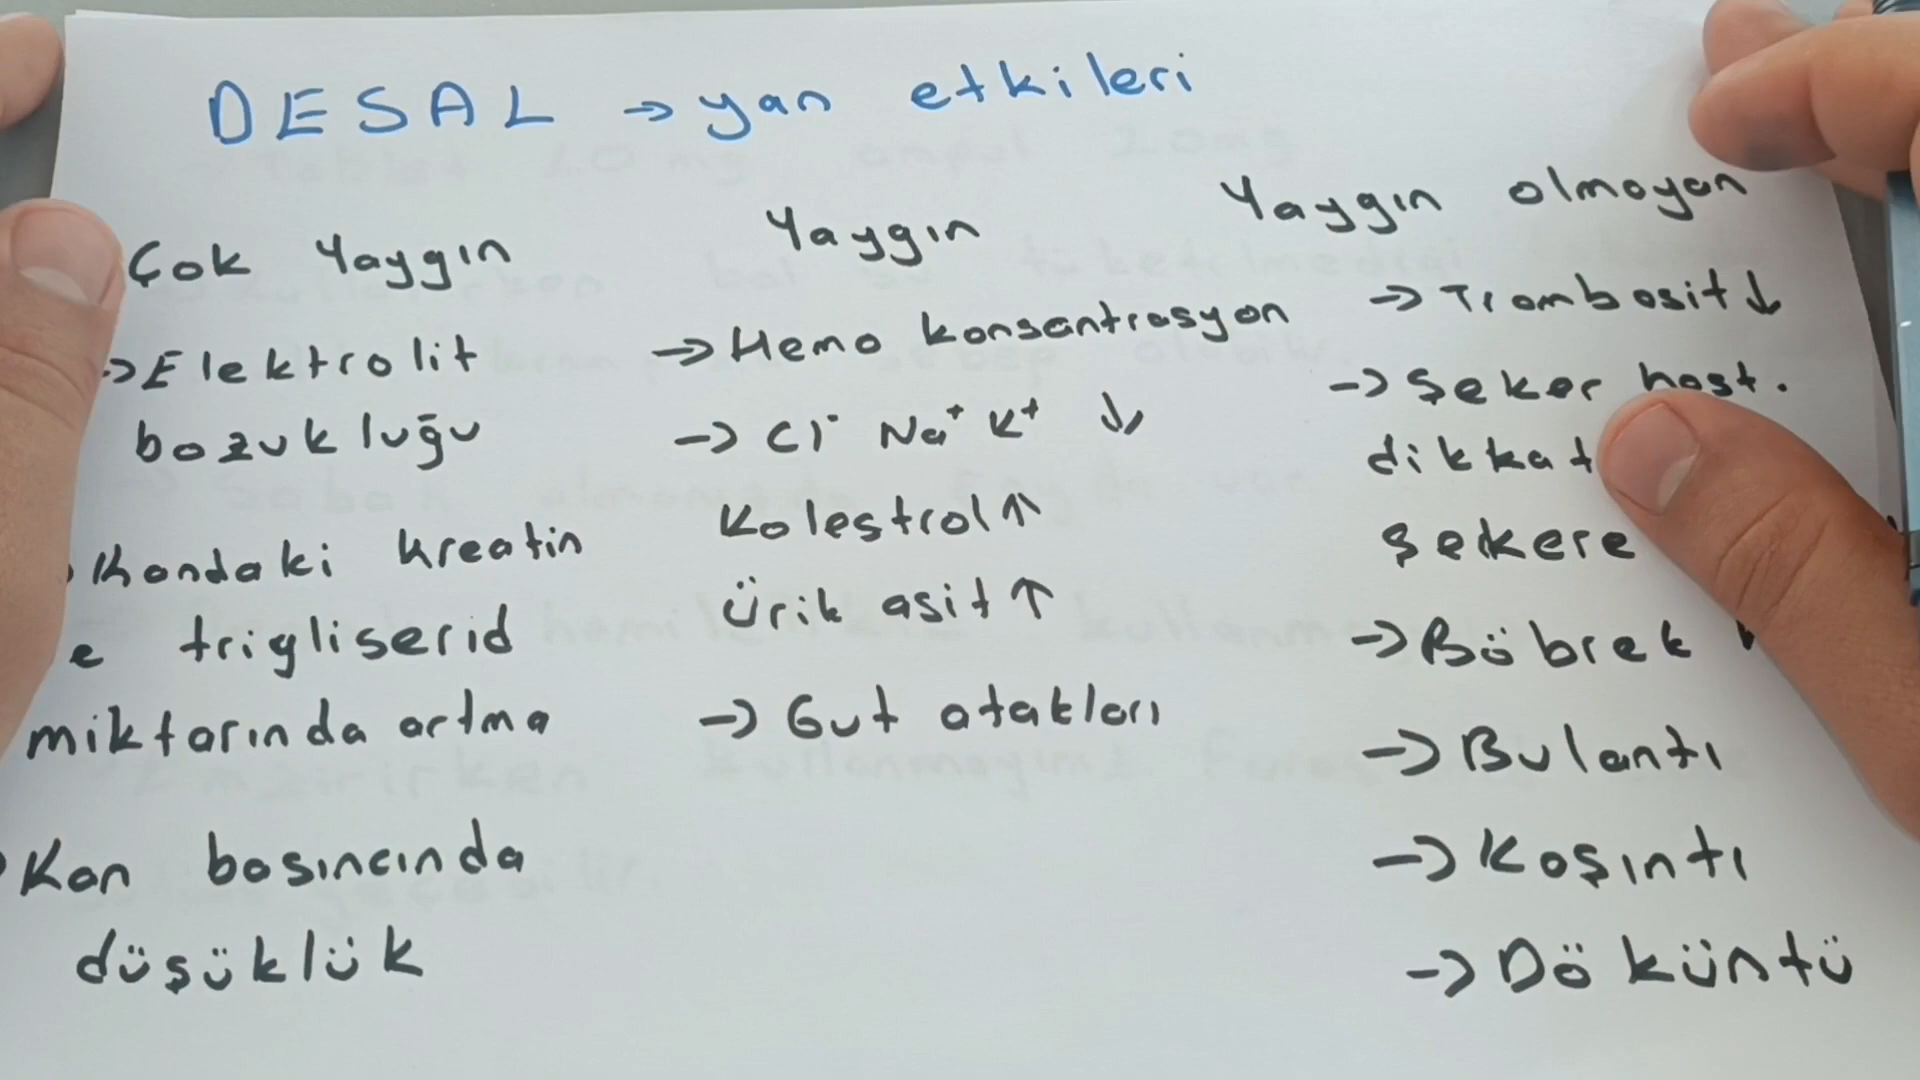 DESAL → yan etkileri
Çok Yaygın
→ Elektrolit
bozukluğu
Kandaki kreatin
e trigliserid
miktarında artma
Kan basıncında
düşüklük
Yaygın
→ Hemo konsantrasyon
→ Cl⁻ Na⁺ K⁺ ↓
Kolestrol ↑
Ürik asit ↑
→ Gut atakları
Yaygın olmayan
→ Trombosit ↓
→ Şeker hast.
dikkat
şekere
→ Böbrek
→ Bulantı
→ Kaşıntı
→ Döküntü